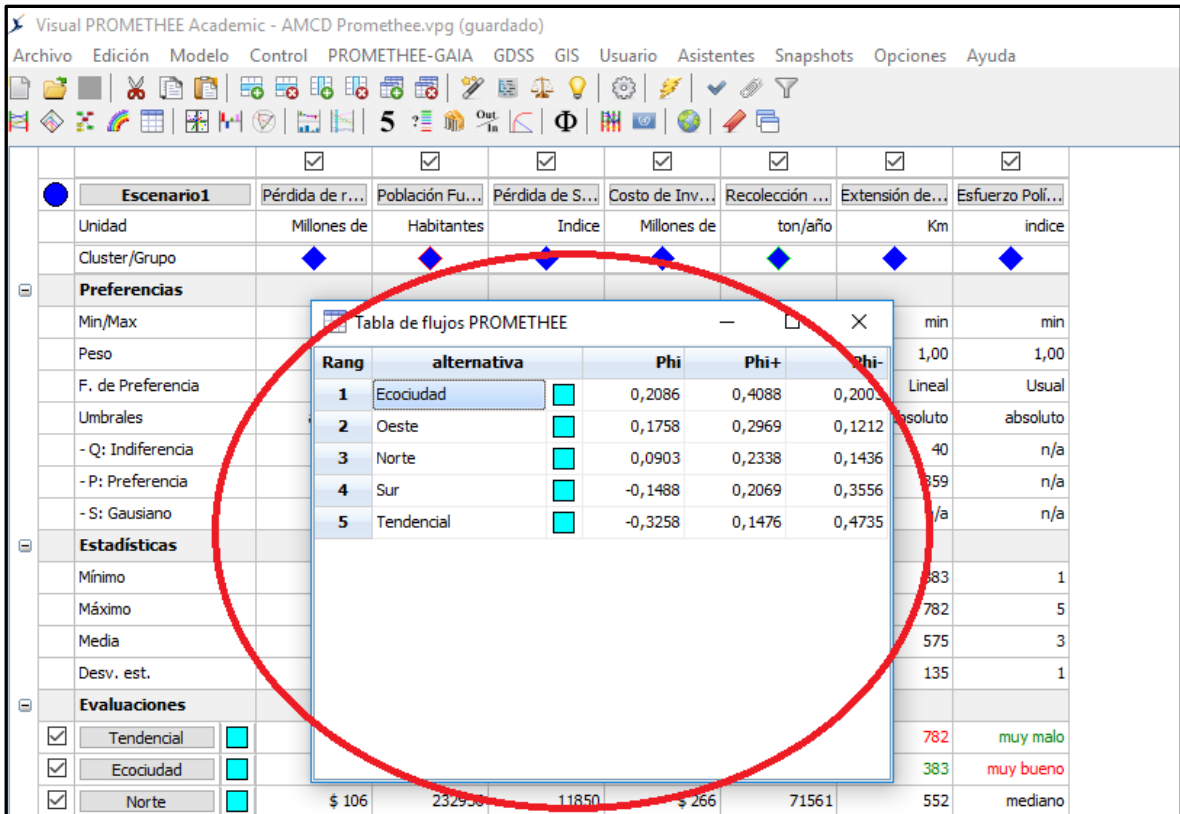 Visual PROMETHEE Academic - AMCD Promethee.vpg (guardado)
Archivo Edición Modelo Control PROMETHEE-GAIA GDSS GIS Usuario Asistentes Snapshots Opciones Ayuda
5 ? Out In Φ
Escenario1 Pérdida de r... Población Fu... Pérdida de S... Costo de Inv... Recolección ... Extensión de... Esfuerzo Polí...
Unidad Millones de Habitantes Indice Millones de ton/año Km indice
Cluster/Grupo
Preferencias
Min/Max min min
Peso 1,00 1,00
F. de Preferencia Lineal Usual
Umbrales absoluto
- Q: Indiferencia 40 n/a
- P: Preferencia n/a
- S: Gausiano n/a
Estadísticas
Mínimo 1
Máximo 782 5
Media 575 3
Desv. est. 135 1
Evaluaciones
Tendencial 782 muy malo
Ecociudad 383 muy bueno
Norte $ 106 11850 $ 266 71561 552 mediano
Tabla de flujos PROMETHEE
Rang alternativa Phi Phi+ Phi-
1 Ecociudad 0,2086 0,4088
2 Oeste 0,1758 0,2969 0,1212
3 Norte 0,0903 0,2338 0,1436
4 Sur -0,1488 0,2069 0,3556
5 Tendencial -0,3258 0,1476 0,4735